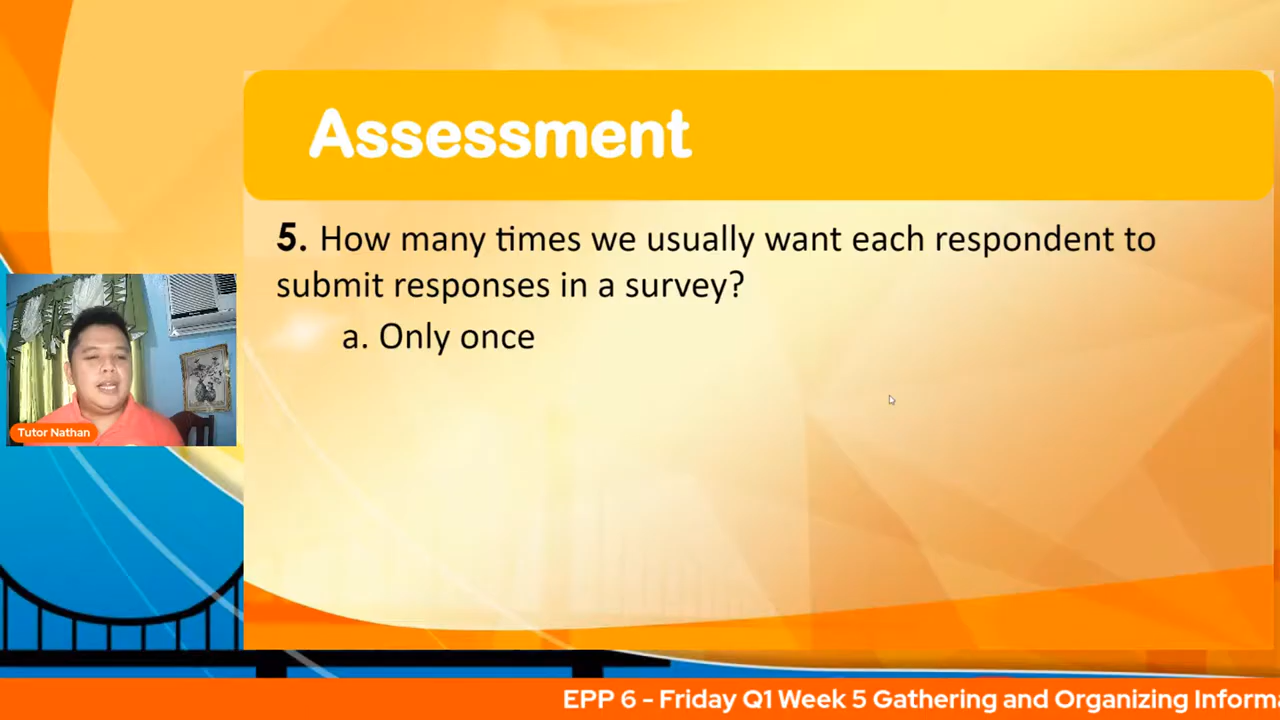 Assessment
5. How many times we usually want each respondent to
submit responses in a survey?
a. Only once
Tutor Nathan
EPP 6 - Friday Q1 Week 5 Gathering and Organizing